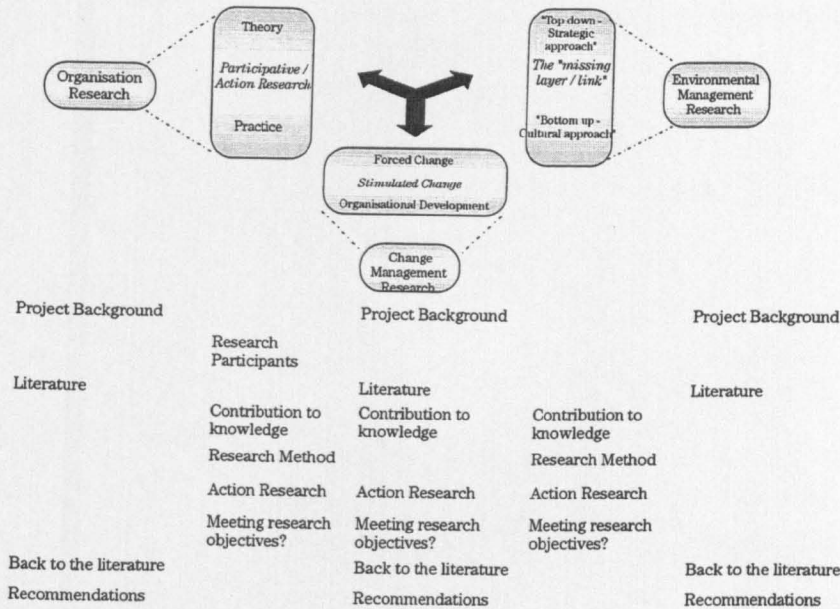 Organisation
Research
Theory
Participative /
Action Research
Practice
"Top down -
Strategic
approach"
The "missing
layer / link"
"Bottom up -
Cultural approach"
Environmental
Management
Research
Forced Change
Stimulated Change
Organisational Development
Change
Management
Research
Project Background
Project Background
Project Background
Research
Participants
Literature
Literature
Literature
Contribution to
knowledge
Contribution to
knowledge
Contribution to
knowledge
Research Method
Research Method
Action Research
Action Research
Action Research
Meeting research
objectives?
Meeting research
objectives?
Meeting research
objectives?
Back to the literature
Back to the literature
Back to the literature
Recommendations
Recommendations
Recommendations